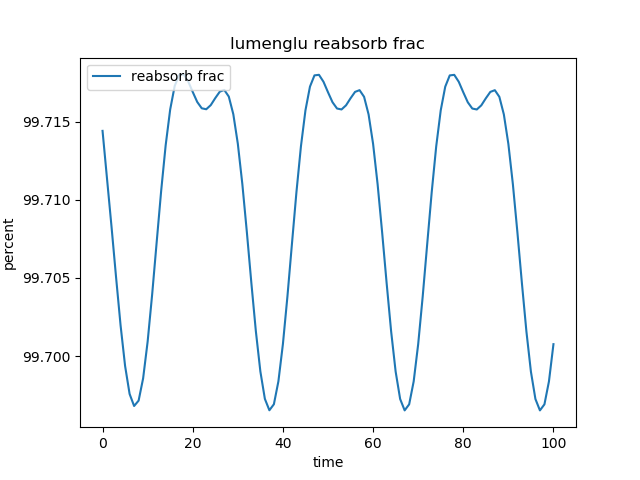 lumenglu reabsorb frac
reabsorb frac
99.715
99.710
99.705
99.700
percent
0 20 40 60 80 100
time